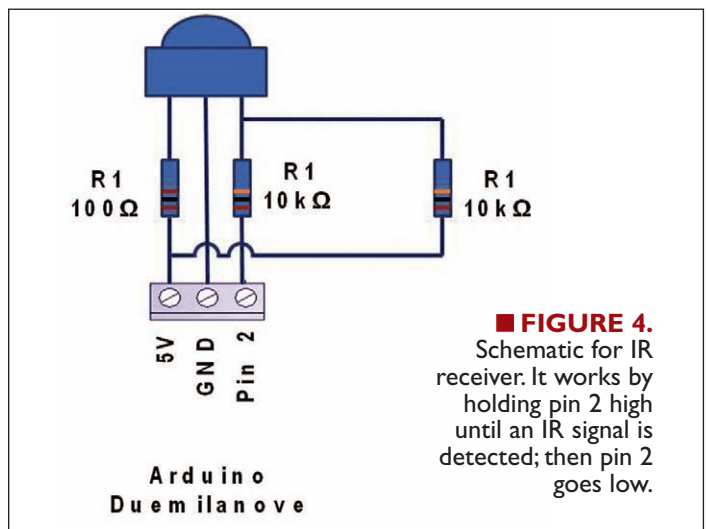 R1
100Ω
R1
10kΩ
R1
10kΩ
5V
GND
Pin 2
Arduino
Duemilanove
■ FIGURE 4.
Schematic for IR
receiver. It works by
holding pin 2 high
until an IR signal is
detected; then pin 2
goes low.